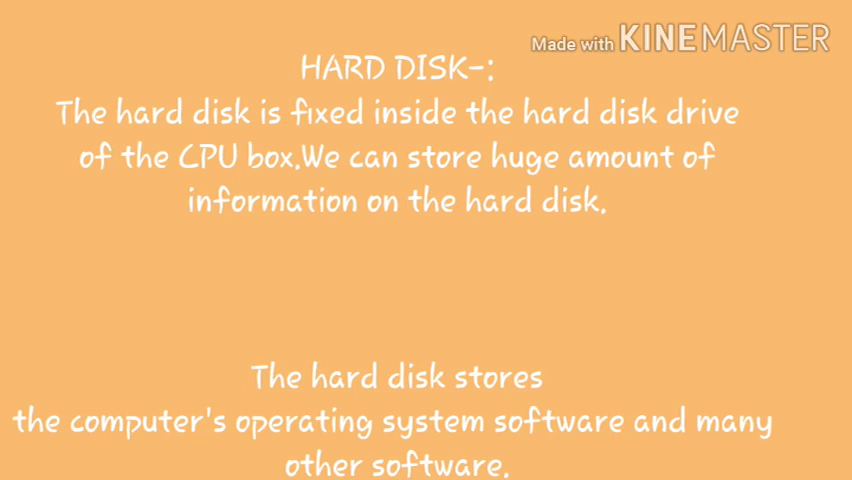 Made with KINEMASTER
HARD DISK-:
The hard disk is fixed inside the hard disk drive
of the CPU box.We can store huge amount of
information on the hard disk.
The hard disk stores
the computer's operating system software and many
other software.